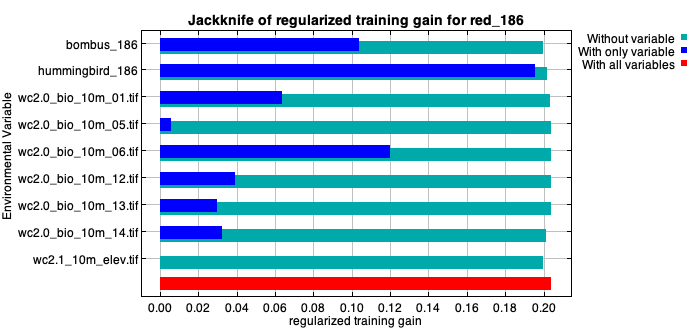 Jackknife of regularized training gain for red_186
Without variable
With only variable
With all variables
Environmental Variable
bombus_186
hummingbird_186
wc2.0_bio_10m_01.tif
wc2.0_bio_10m_05.tif
wc2.0_bio_10m_06.tif
wc2.0_bio_10m_12.tif
wc2.0_bio_10m_13.tif
wc2.0_bio_10m_14.tif
wc2.1_10m_elev.tif
0.00 0.02 0.04 0.06 0.08 0.10 0.12 0.14 0.16 0.18 0.20
regularized training gain